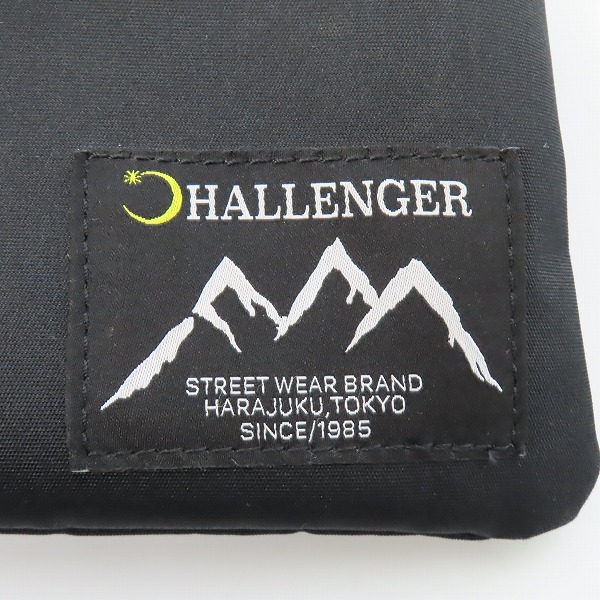 CHALLENGER
STREET WEAR BRAND
HARAJUKU,TOKYO
SINCE/1985